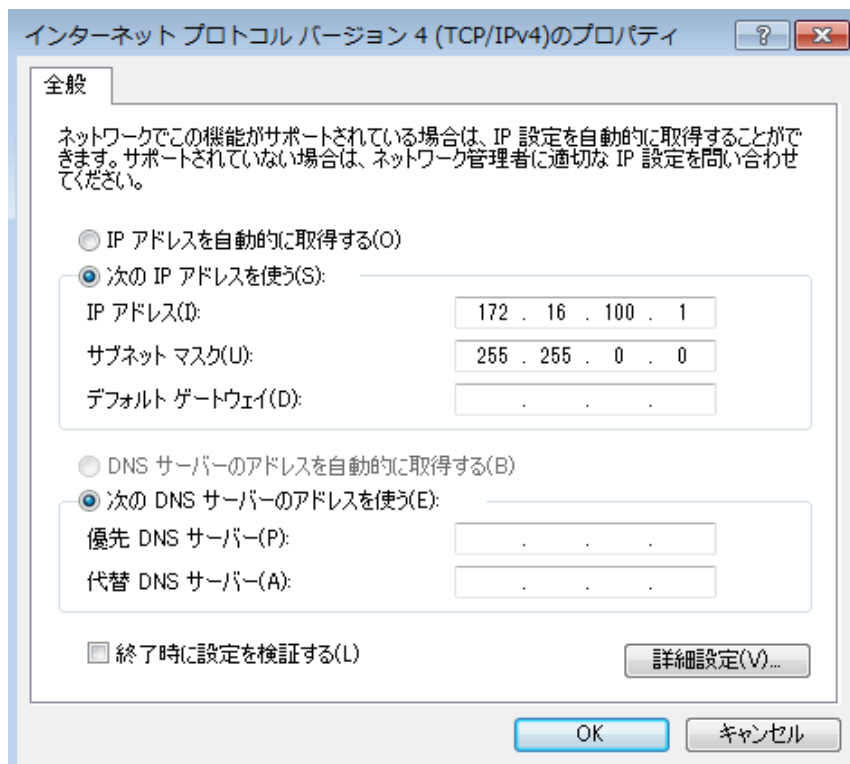 インターネット プロトコル バージョン 4 (TCP/IPv4)のプロパティ
全般
ネットワークでこの機能がサポートされている場合は、IP 設定を自動的に取得することがで
きます。サポートされていない場合は、ネットワーク管理者に適切な IP 設定を問い合わせ
てください。
IP アドレスを自動的に取得する(O)
次の IP アドレスを使う(S):
IP アドレス(I): 172 . 16 . 100 . 1
サブネット マスク(U): 255 . 255 . 0 . 0
デフォルト ゲートウェイ(D): . . .
DNS サーバーのアドレスを自動的に取得する(B)
次の DNS サーバーのアドレスを使う(E):
優先 DNS サーバー(P): . . .
代替 DNS サーバー(A): . . .
終了時に設定を検証する(L)
詳細設定(V)...
OK キャンセル